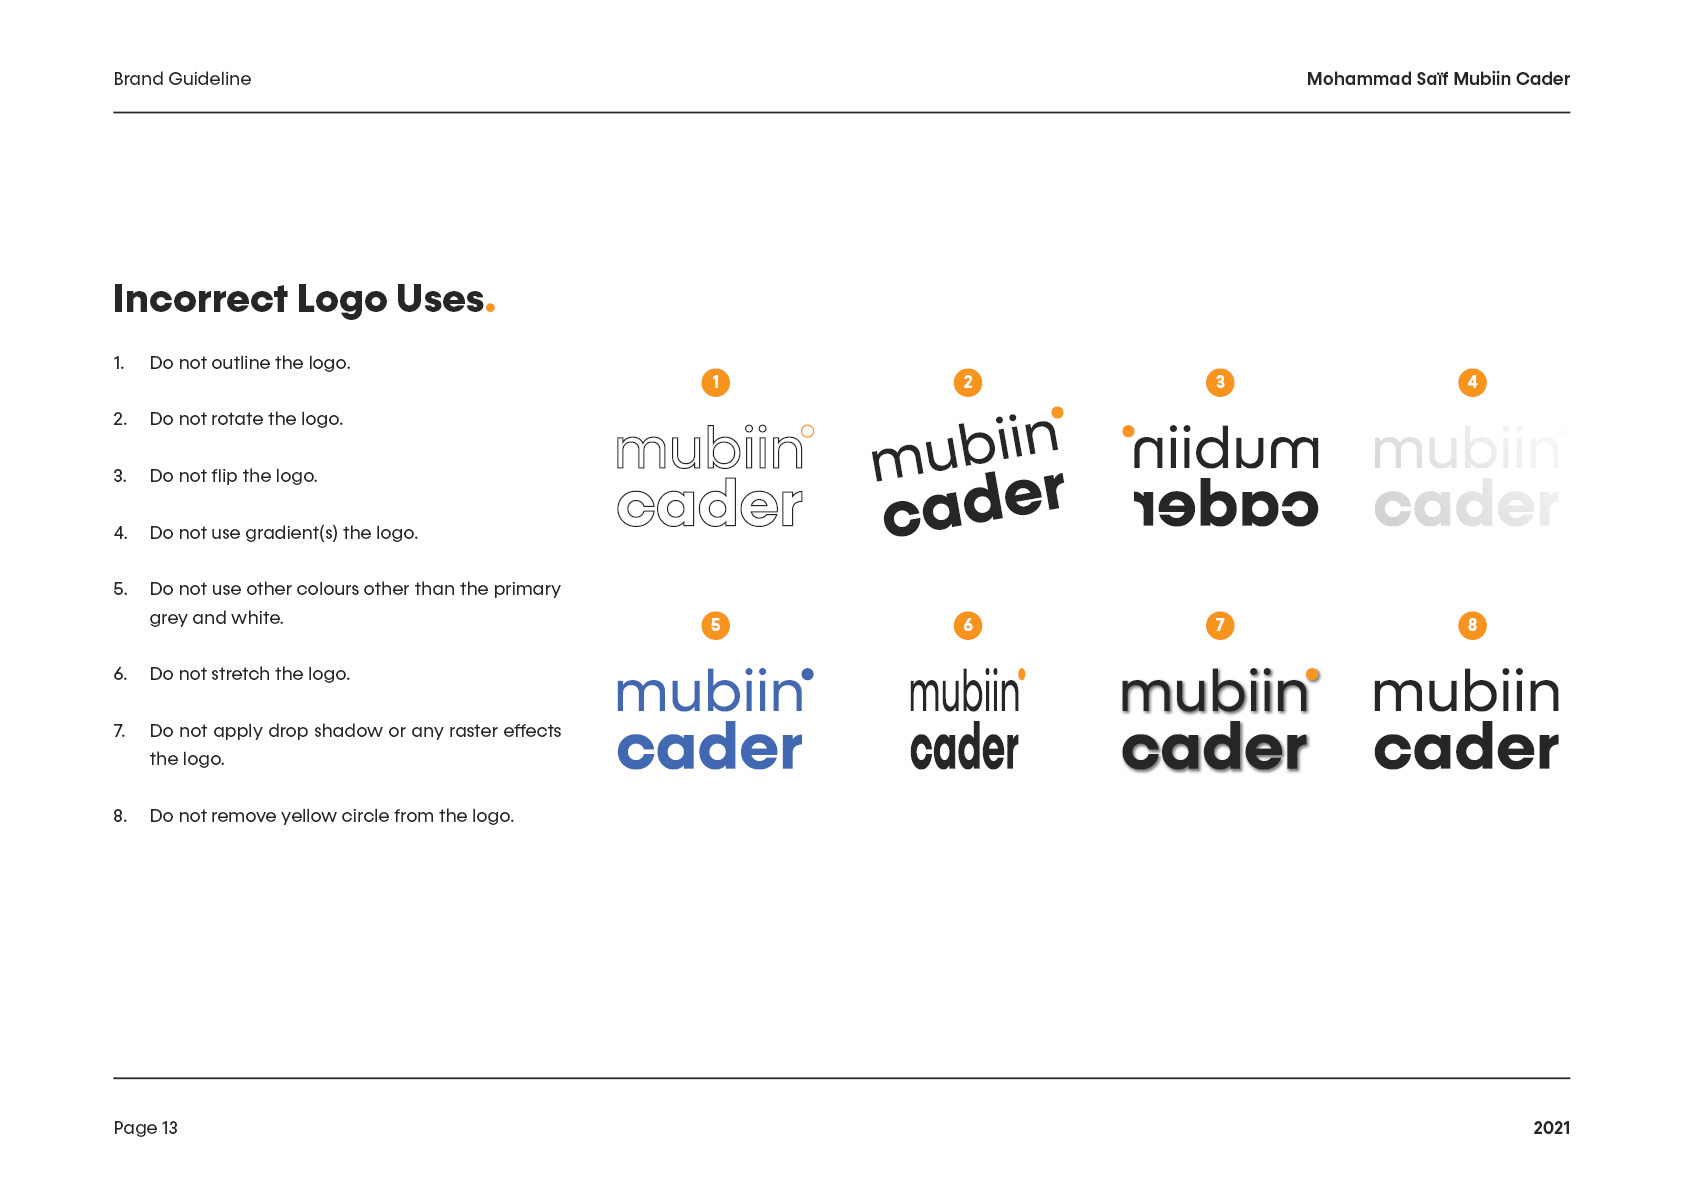 Brand Guideline
Mohammad Saïf Mubiin Cader
Incorrect Logo Uses.
1. Do not outline the logo.
2. Do not rotate the logo.
3. Do not flip the logo.
4. Do not use gradient(s) the logo.
5. Do not use other colours other than the primary
grey and white.
6. Do not stretch the logo.
7. Do not apply drop shadow or any raster effects
the logo.
8. Do not remove yellow circle from the logo.
1
mubiin
cader
2
mubiin
cader
3
mubiin
cader
4
mubiin
cader
5
mubiin
cader
6
mubiin
cader
7
mubiin
cader
8
mubiin
cader
Page 13
2021